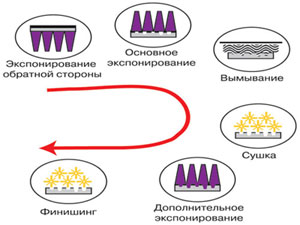 Экспонирование
обратной стороны
Основное
экспонирование
Вымывание
Сушка
Дополнительное
экспонирование
Финишинг